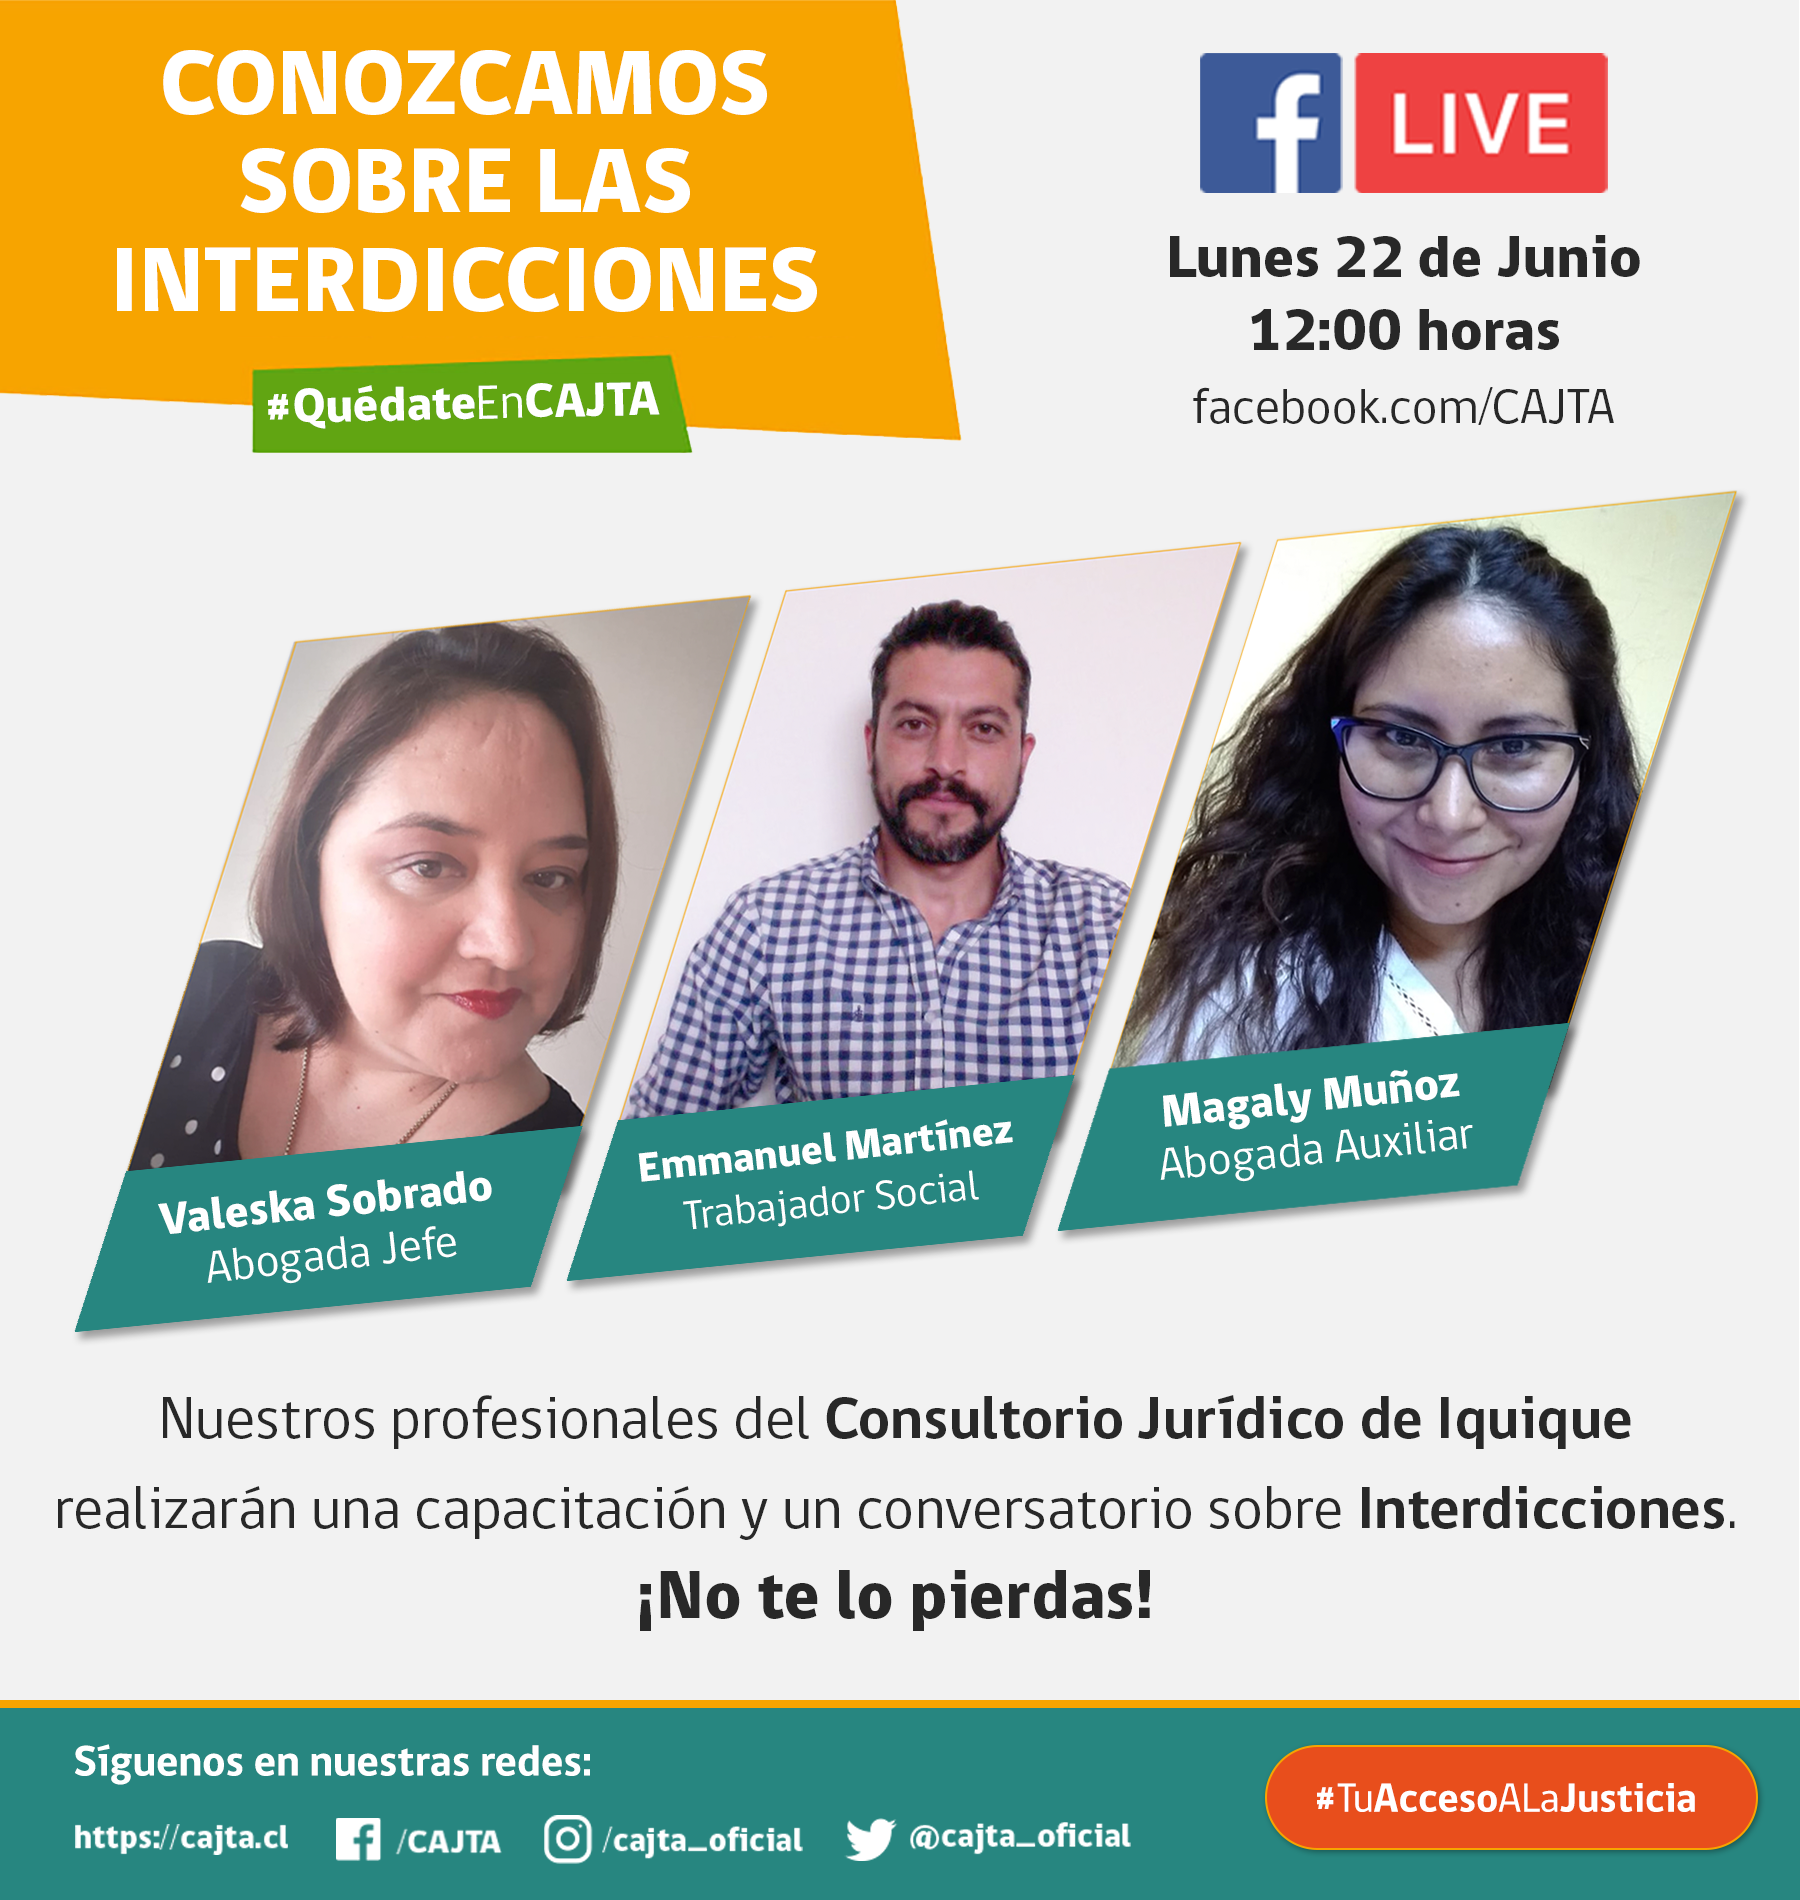 CONOZCAMOS
SOBRE LAS
INTERDICCIONES
#QuédateEnCAJTA
f LIVE
Lunes 22 de Junio
12:00 horas
facebook.com/CAJTA
Valeska Sobrado
Abogada Jefe
Emmanuel Martínez
Trabajador Social
Magaly Muñoz
Abogada Auxiliar
Nuestros profesionales del Consultorio Jurídico de Iquique
realizarán una capacitación y un conversatorio sobre Interdicciones.
¡No te lo pierdas!
Síguenos en nuestras redes:
https://cajta.cl f /CAJTA /cajta_oficial @cajta_oficial
#TuAccesoALaJusticia